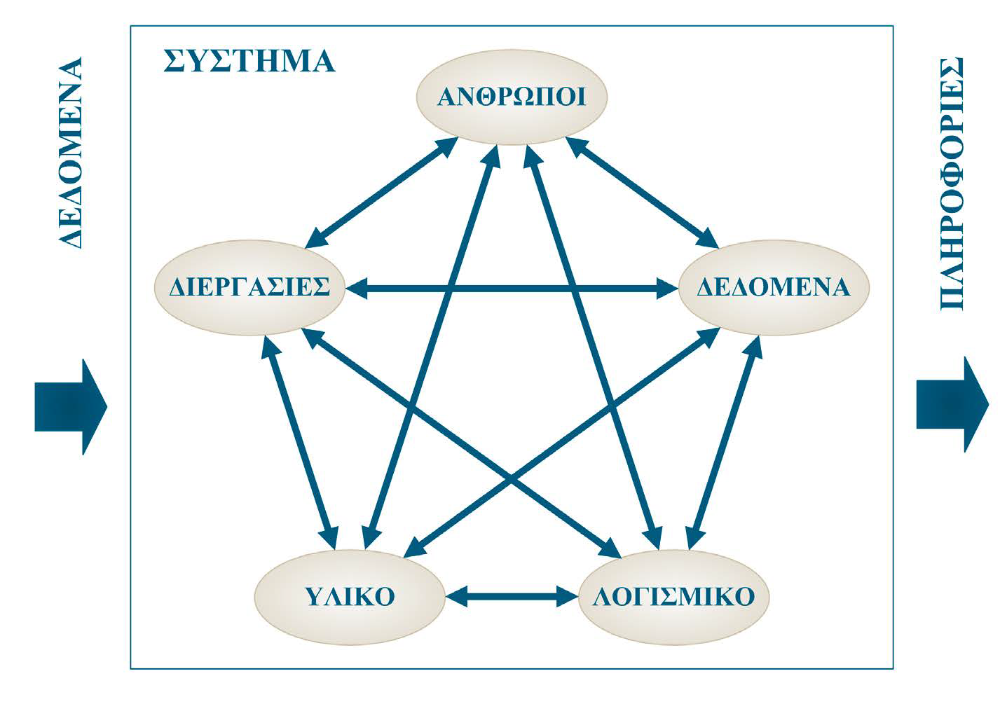 ΔΕΔΟΜΕΝΑ
ΣΥΣΤΗΜΑ
ΑΝΘΡΩΠΟΙ
ΔΙΕΡΓΑΣΙΕΣ
ΔΕΔΟΜΕΝΑ
ΥΛΙΚΟ
ΛΟΓΙΣΜΙΚΟ
ΠΛΗΡΟΦΟΡΙΕΣ